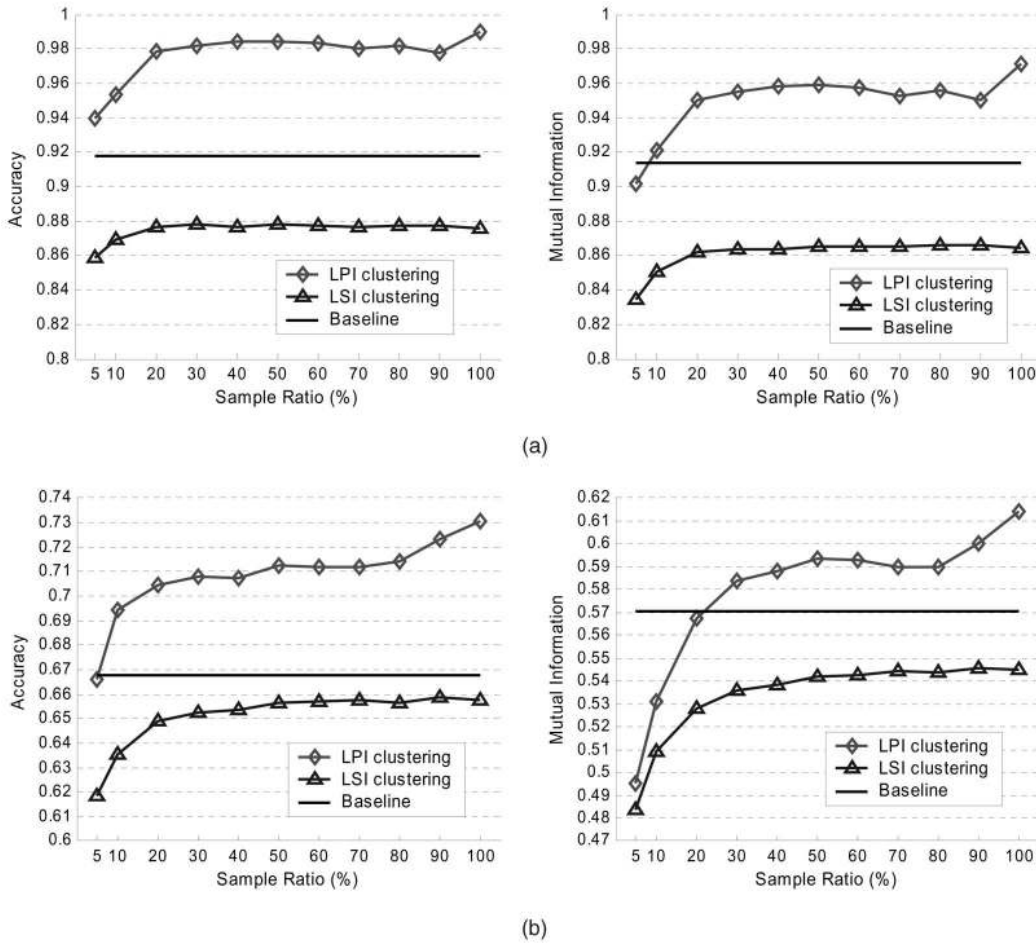 1
0.98
0.96
0.94
0.92
0.9
0.88
0.86
0.84
0.82
0.8
Accuracy
LPI clustering
LSI clustering
Baseline
5 10 20 30 40 50 60 70 80 90 100
Sample Ratio (%)
1
0.98
0.96
0.94
0.92
0.9
0.88
0.86
0.84
0.82
0.8
Mutual Information
LPI clustering
LSI clustering
Baseline
5 10 20 30 40 50 60 70 80 90 100
Sample Ratio (%)
(a)
0.74
0.73
0.72
0.71
0.7
0.69
0.68
0.67
0.66
0.65
0.64
0.63
0.62
0.61
0.6
Accuracy
LPI clustering
LSI clustering
Baseline
5 10 20 30 40 50 60 70 80 90 100
Sample Ratio (%)
0.62
0.61
0.6
0.59
0.58
0.57
0.56
0.55
0.54
0.53
0.52
0.51
0.5
0.49
0.48
0.47
Mutual Information
LPI clustering
LSI clustering
Baseline
5 10 20 30 40 50 60 70 80 90 100
Sample Ratio (%)
(b)